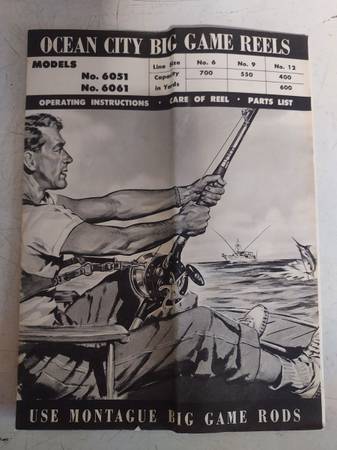 OCEAN CITY BIG GAME REELS
MODELS
No. 6051
No. 6061
Line Size No. 6 No. 9 No. 12
Capacity 700 550 400
in Yards 600
OPERATING INSTRUCTIONS • CARE OF REEL • PARTS LIST
USE MONTAGUE BIG GAME RODS